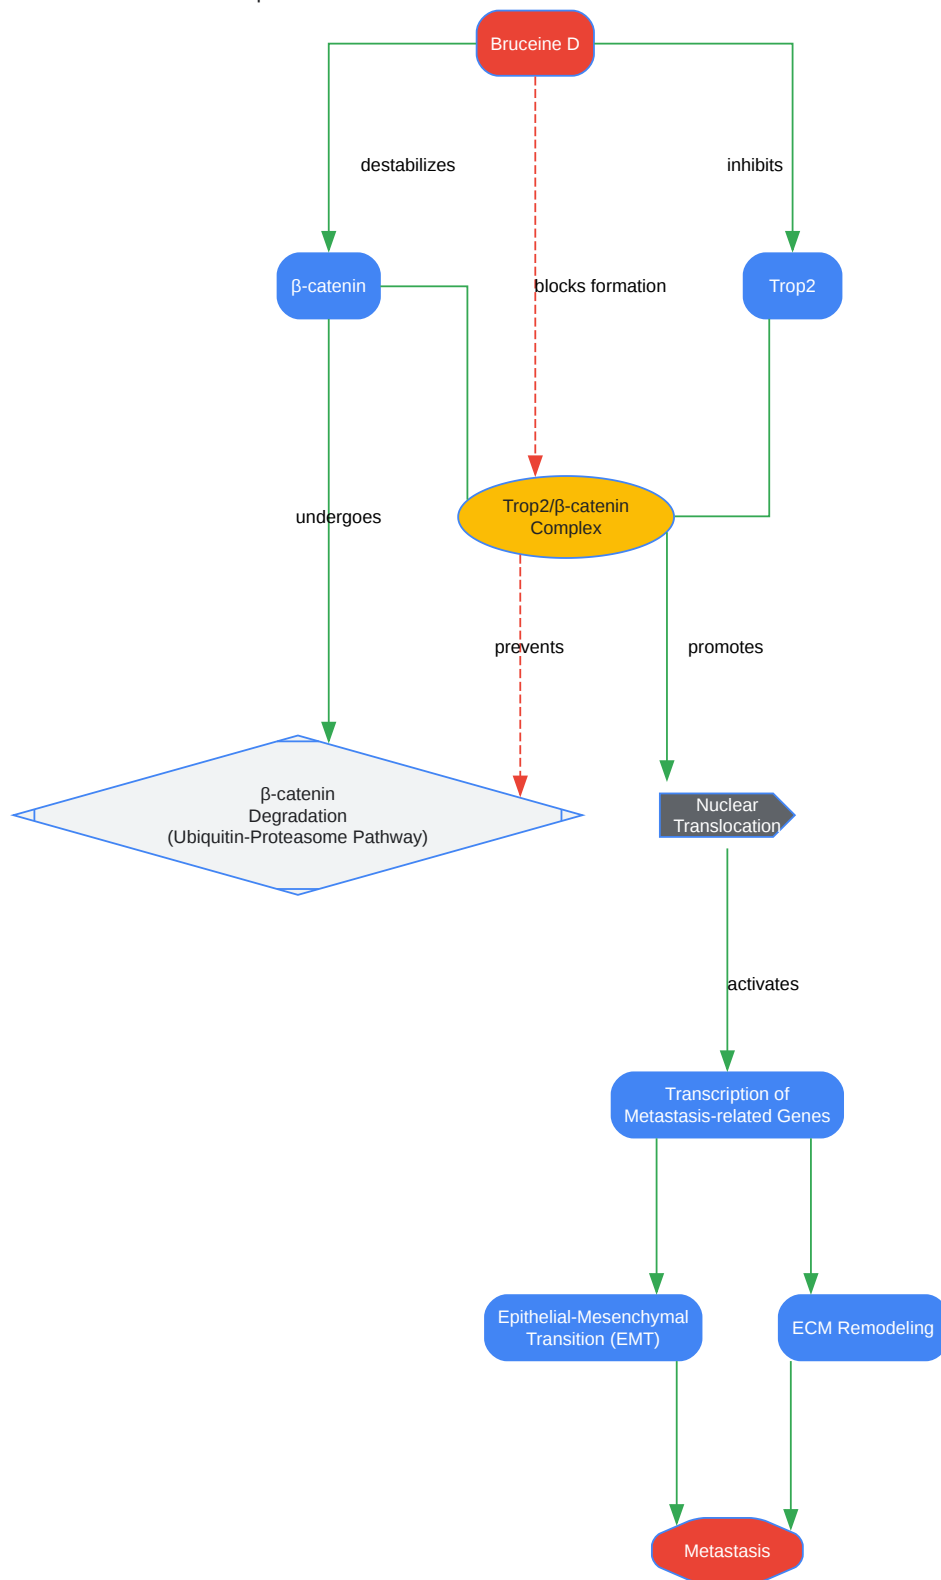 Bruceine D
destabilizes
inhibits
β-catenin
blocks formation
Trop2
Trop2/β-catenin
Complex
undergoes
prevents
promotes
β-catenin
Degradation
(Ubiquitin-Proteasome Pathway)
Nuclear
Translocation
activates
Transcription of
Metastasis-related Genes
Epithelial-Mesenchymal
Transition (EMT)
ECM Remodeling
Metastasis